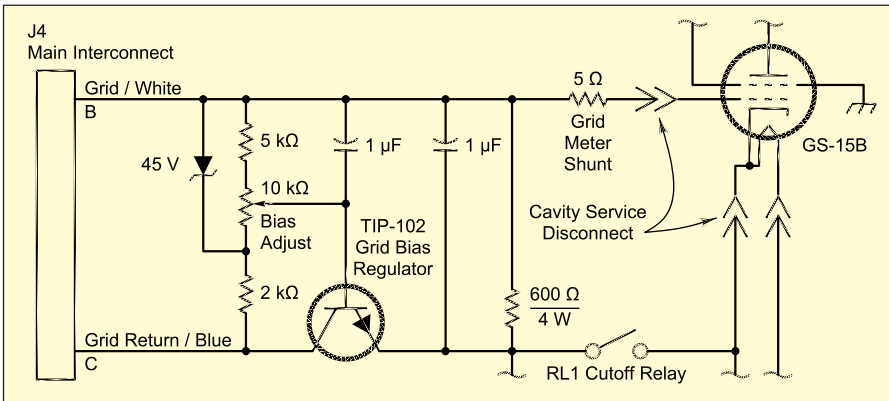 J4
Main Interconnect
Grid / White
B
5 Ω
Grid
Meter
Shunt
GS-15B
5 kΩ
1 µF
1 µF
45 V
10 kΩ
Bias
Adjust
TIP-102
Grid Bias
Regulator
Cavity Service
Disconnect
2 kΩ
600 Ω
4 W
Grid Return / Blue
C
RL1 Cutoff Relay